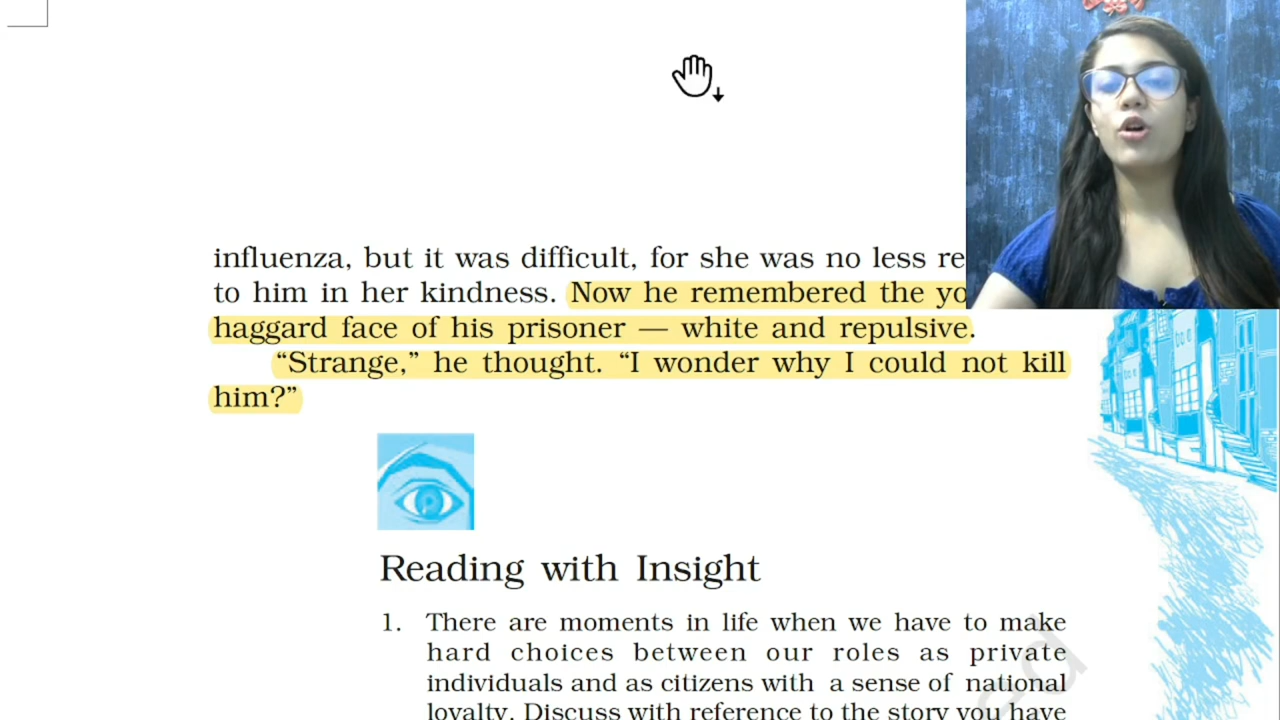 influenza, but it was difficult, for she was no less
to him in her kindness. Now he remembered the
haggard face of his prisoner — white and repulsive.
“Strange,” he thought. “I wonder why I could not kill
him?”
Reading with Insight
1. There are moments in life when we have to make
hard choices between our roles as private
individuals and as citizens with a sense of national
loyalty. Discuss with reference to the story you have